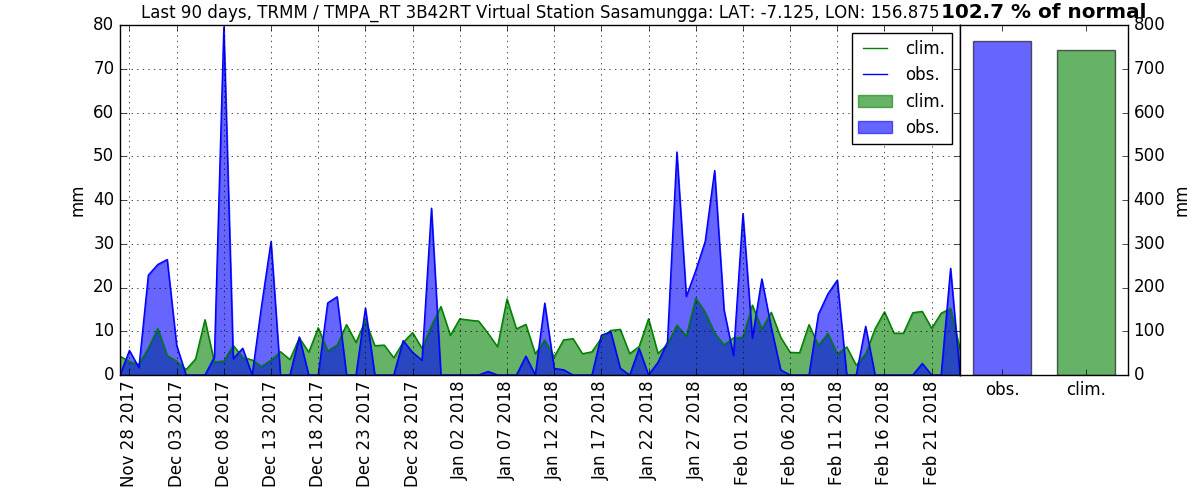 Last 90 days, TRMM / TMPA_RT 3B42RT Virtual Station Sasamungga: LAT: -7.125, LON: 156.875
102.7 % of normal
80
70
60
50
40
30
20
10
0
mm
clim.
obs.
clim.
obs.
800
700
600
500
400
300
200
100
0
mm
obs.
clim.
Nov 28 2017
Dec 03 2017
Dec 08 2017
Dec 13 2017
Dec 18 2017
Dec 23 2017
Dec 28 2017
Jan 02 2018
Jan 07 2018
Jan 12 2018
Jan 17 2018
Jan 22 2018
Jan 27 2018
Feb 01 2018
Feb 06 2018
Feb 11 2018
Feb 16 2018
Feb 21 2018